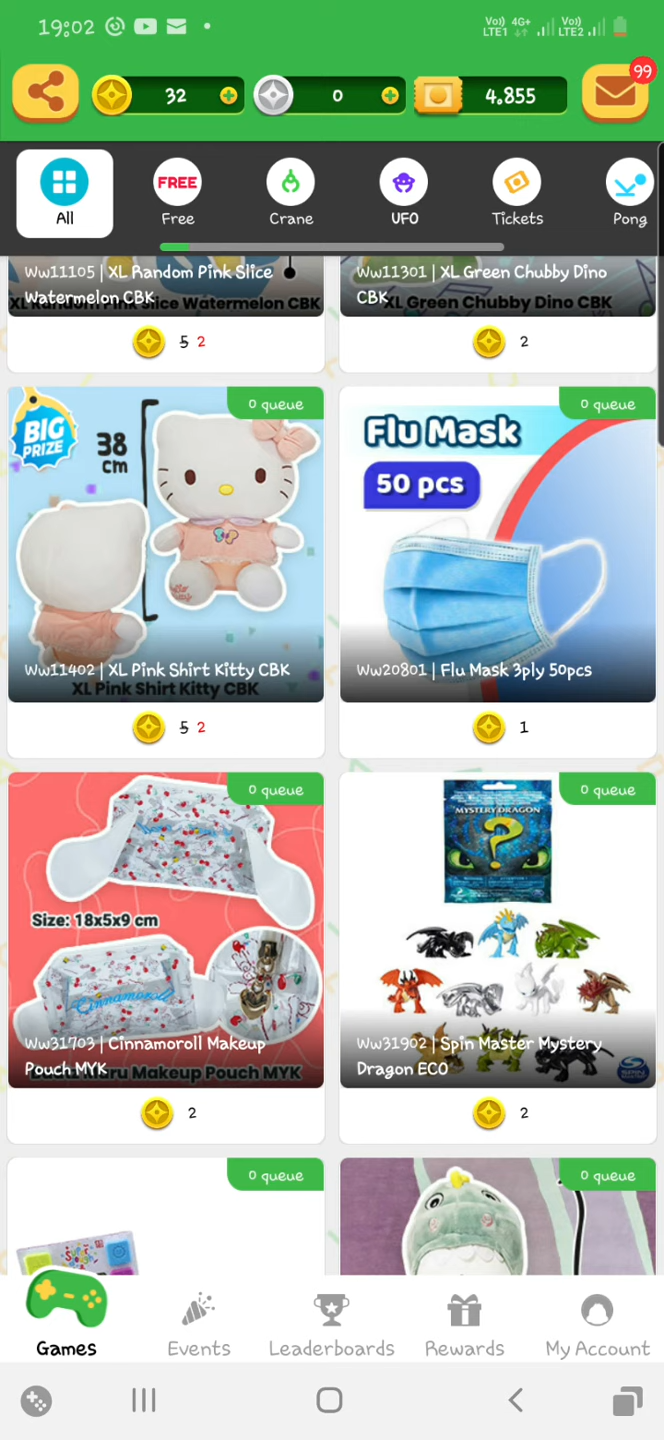 19:02
Vo)) 4G+
LTE1
Vo))
LTE2
32
0
4.855
99
All
FREE
Free
Crane
UFO
Tickets
Pong
Ww11105 | XL Random Pink Slice
Watermelon CBK
XL Random Pink Slice Watermelon CBK
5 2
Ww11301 | XL Green Chubby Dino
CBK
XL Green Chubby Dino CBK
2
0 queue
BIG
PRIZE
38
cm
Ww11402 | XL Pink Shirt Kitty CBK
XL Pink Shirt Kitty CBK
5 2
0 queue
Flu Mask
50 pcs
Ww20801 | Flu Mask 3ply 50pcs
1
0 queue
Size: 18x5x9 cm
Cinnamoroll
Ww31703 | Cinnamoroll Makeup
Pouch MYK
Maru Makeup Pouch MYK
2
0 queue
MYSTERY DRAGON
?
Ww31902 | Spin Master Mystery
Dragon ECO
SPIN
2
0 queue
0 queue
Games
Events
Leaderboards
Rewards
My Account